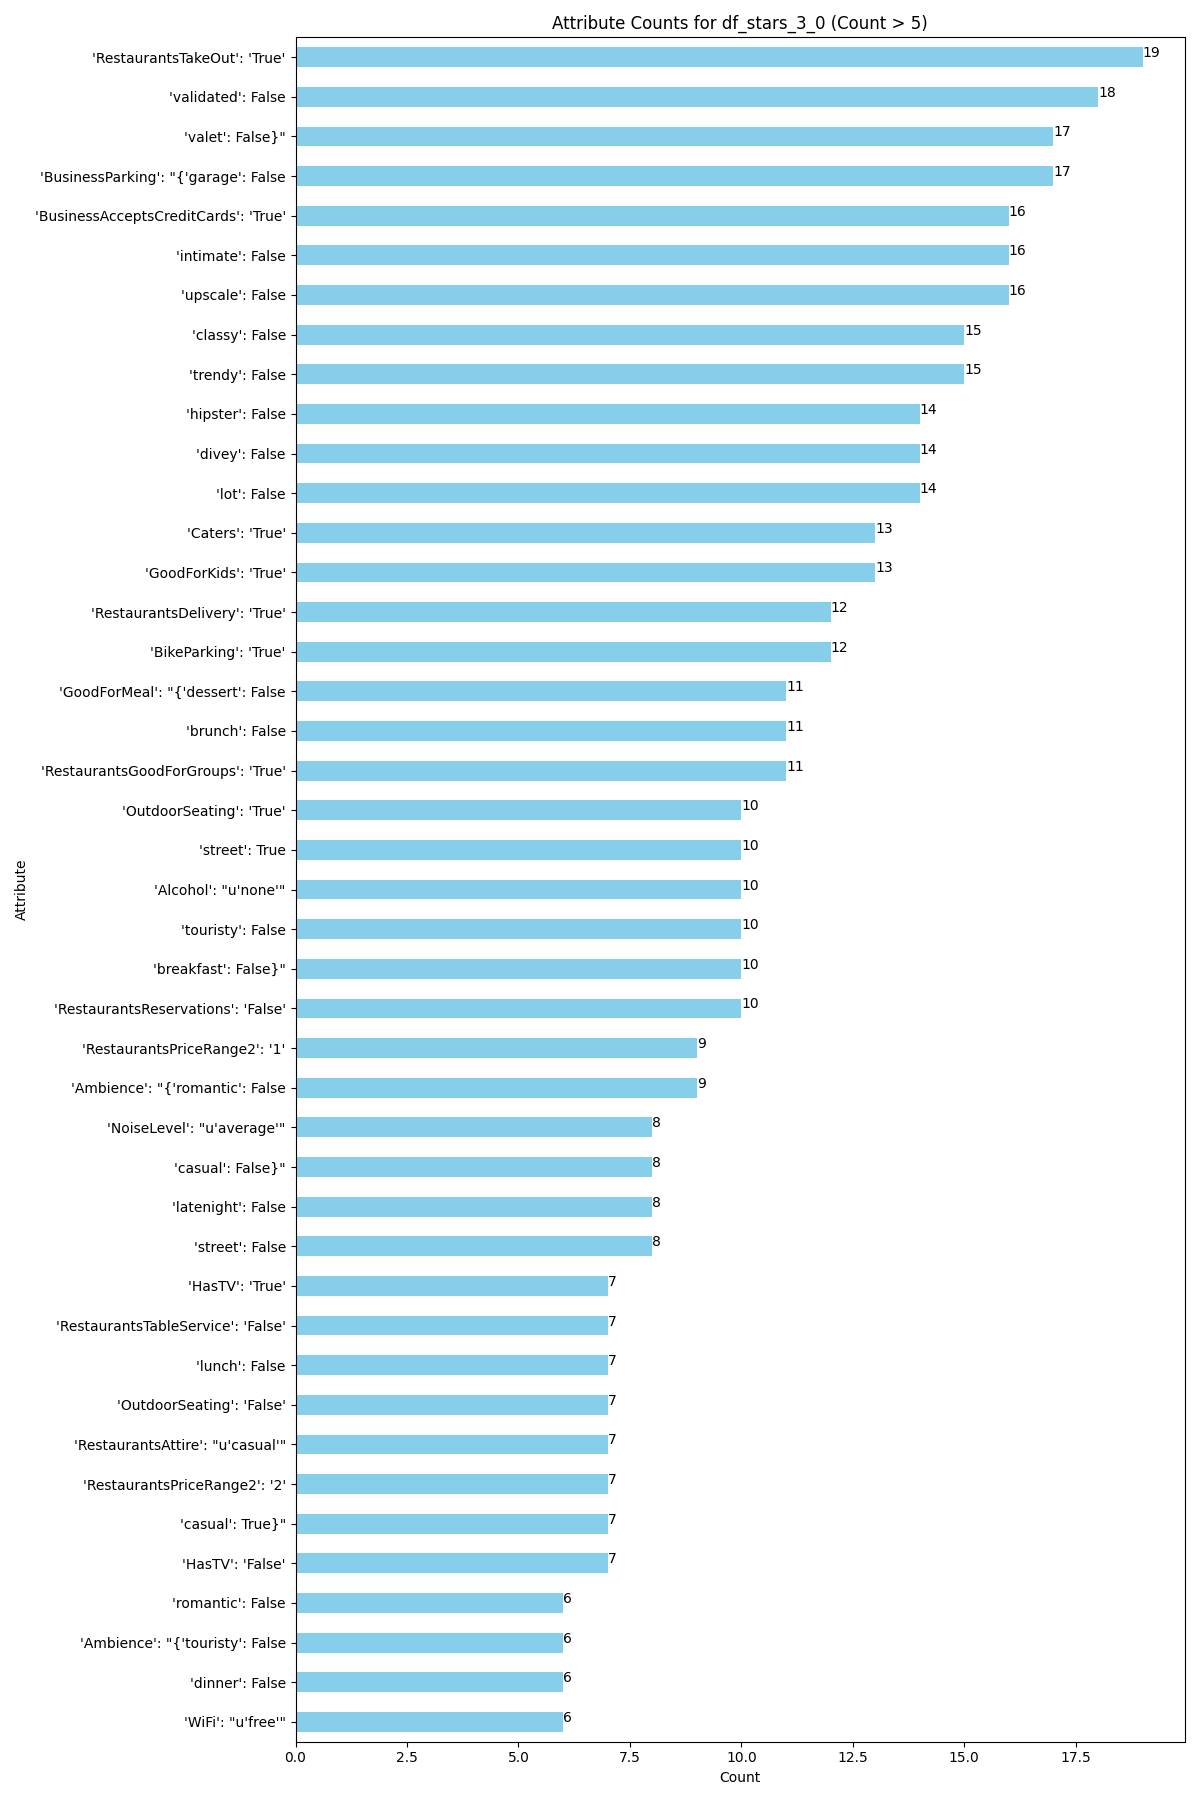 Attribute Counts for df_stars_3_0 (Count > 5)
'RestaurantsTakeOut': 'True' 19
'validated': False 18
'valet': False}" 17
'BusinessParking': "{'garage': False 17
'BusinessAcceptsCreditCards': 'True' 16
'intimate': False 16
'upscale': False 16
'classy': False 15
'trendy': False 15
'hipster': False 14
'divey': False 14
'lot': False 14
'Caters': 'True' 13
'GoodForKids': 'True' 13
'RestaurantsDelivery': 'True' 12
'BikeParking': 'True' 12
'GoodForMeal': "{'dessert': False 11
'brunch': False 11
'RestaurantsGoodForGroups': 'True' 11
'OutdoorSeating': 'True' 10
'street': True 10
'Alcohol': "u'none'" 10
'touristy': False 10
'breakfast': False}" 10
'RestaurantsReservations': 'False' 10
'RestaurantsPriceRange2': '1' 9
'Ambience': "{'romantic': False 9
'NoiseLevel': "u'average'" 8
'casual': False}" 8
'latenight': False 8
'street': False 8
'HasTV': 'True' 7
'RestaurantsTableService': 'False' 7
'lunch': False 7
'OutdoorSeating': 'False' 7
'RestaurantsAttire': "u'casual'" 7
'RestaurantsPriceRange2': '2' 7
'casual': True}" 7
'HasTV': 'False' 7
'romantic': False 6
'Ambience': "{'touristy': False 6
'dinner': False 6
'WiFi': "u'free'" 6
Attribute
0.0 2.5 5.0 7.5 10.0 12.5 15.0 17.5
Count